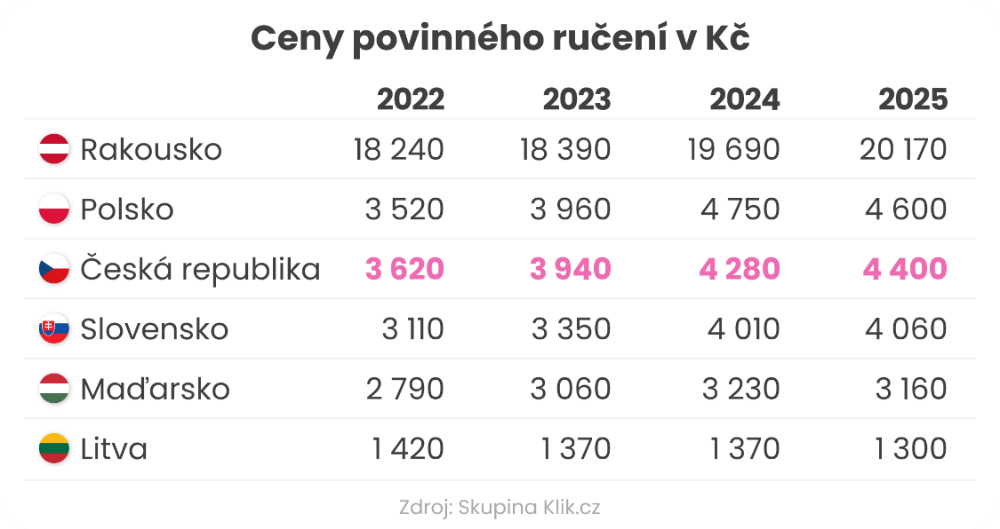 Ceny povinného ručení v Kč
2022 2023 2024 2025
Rakousko 18 240 18 390 19 690 20 170
Polsko 3 520 3 960 4 750 4 600
Česká republika 3 620 3 940 4 280 4 400
Slovensko 3 110 3 350 4 010 4 060
Maďarsko 2 790 3 060 3 230 3 160
Litva 1 420 1 370 1 370 1 300
Zdroj: Skupina Klik.cz